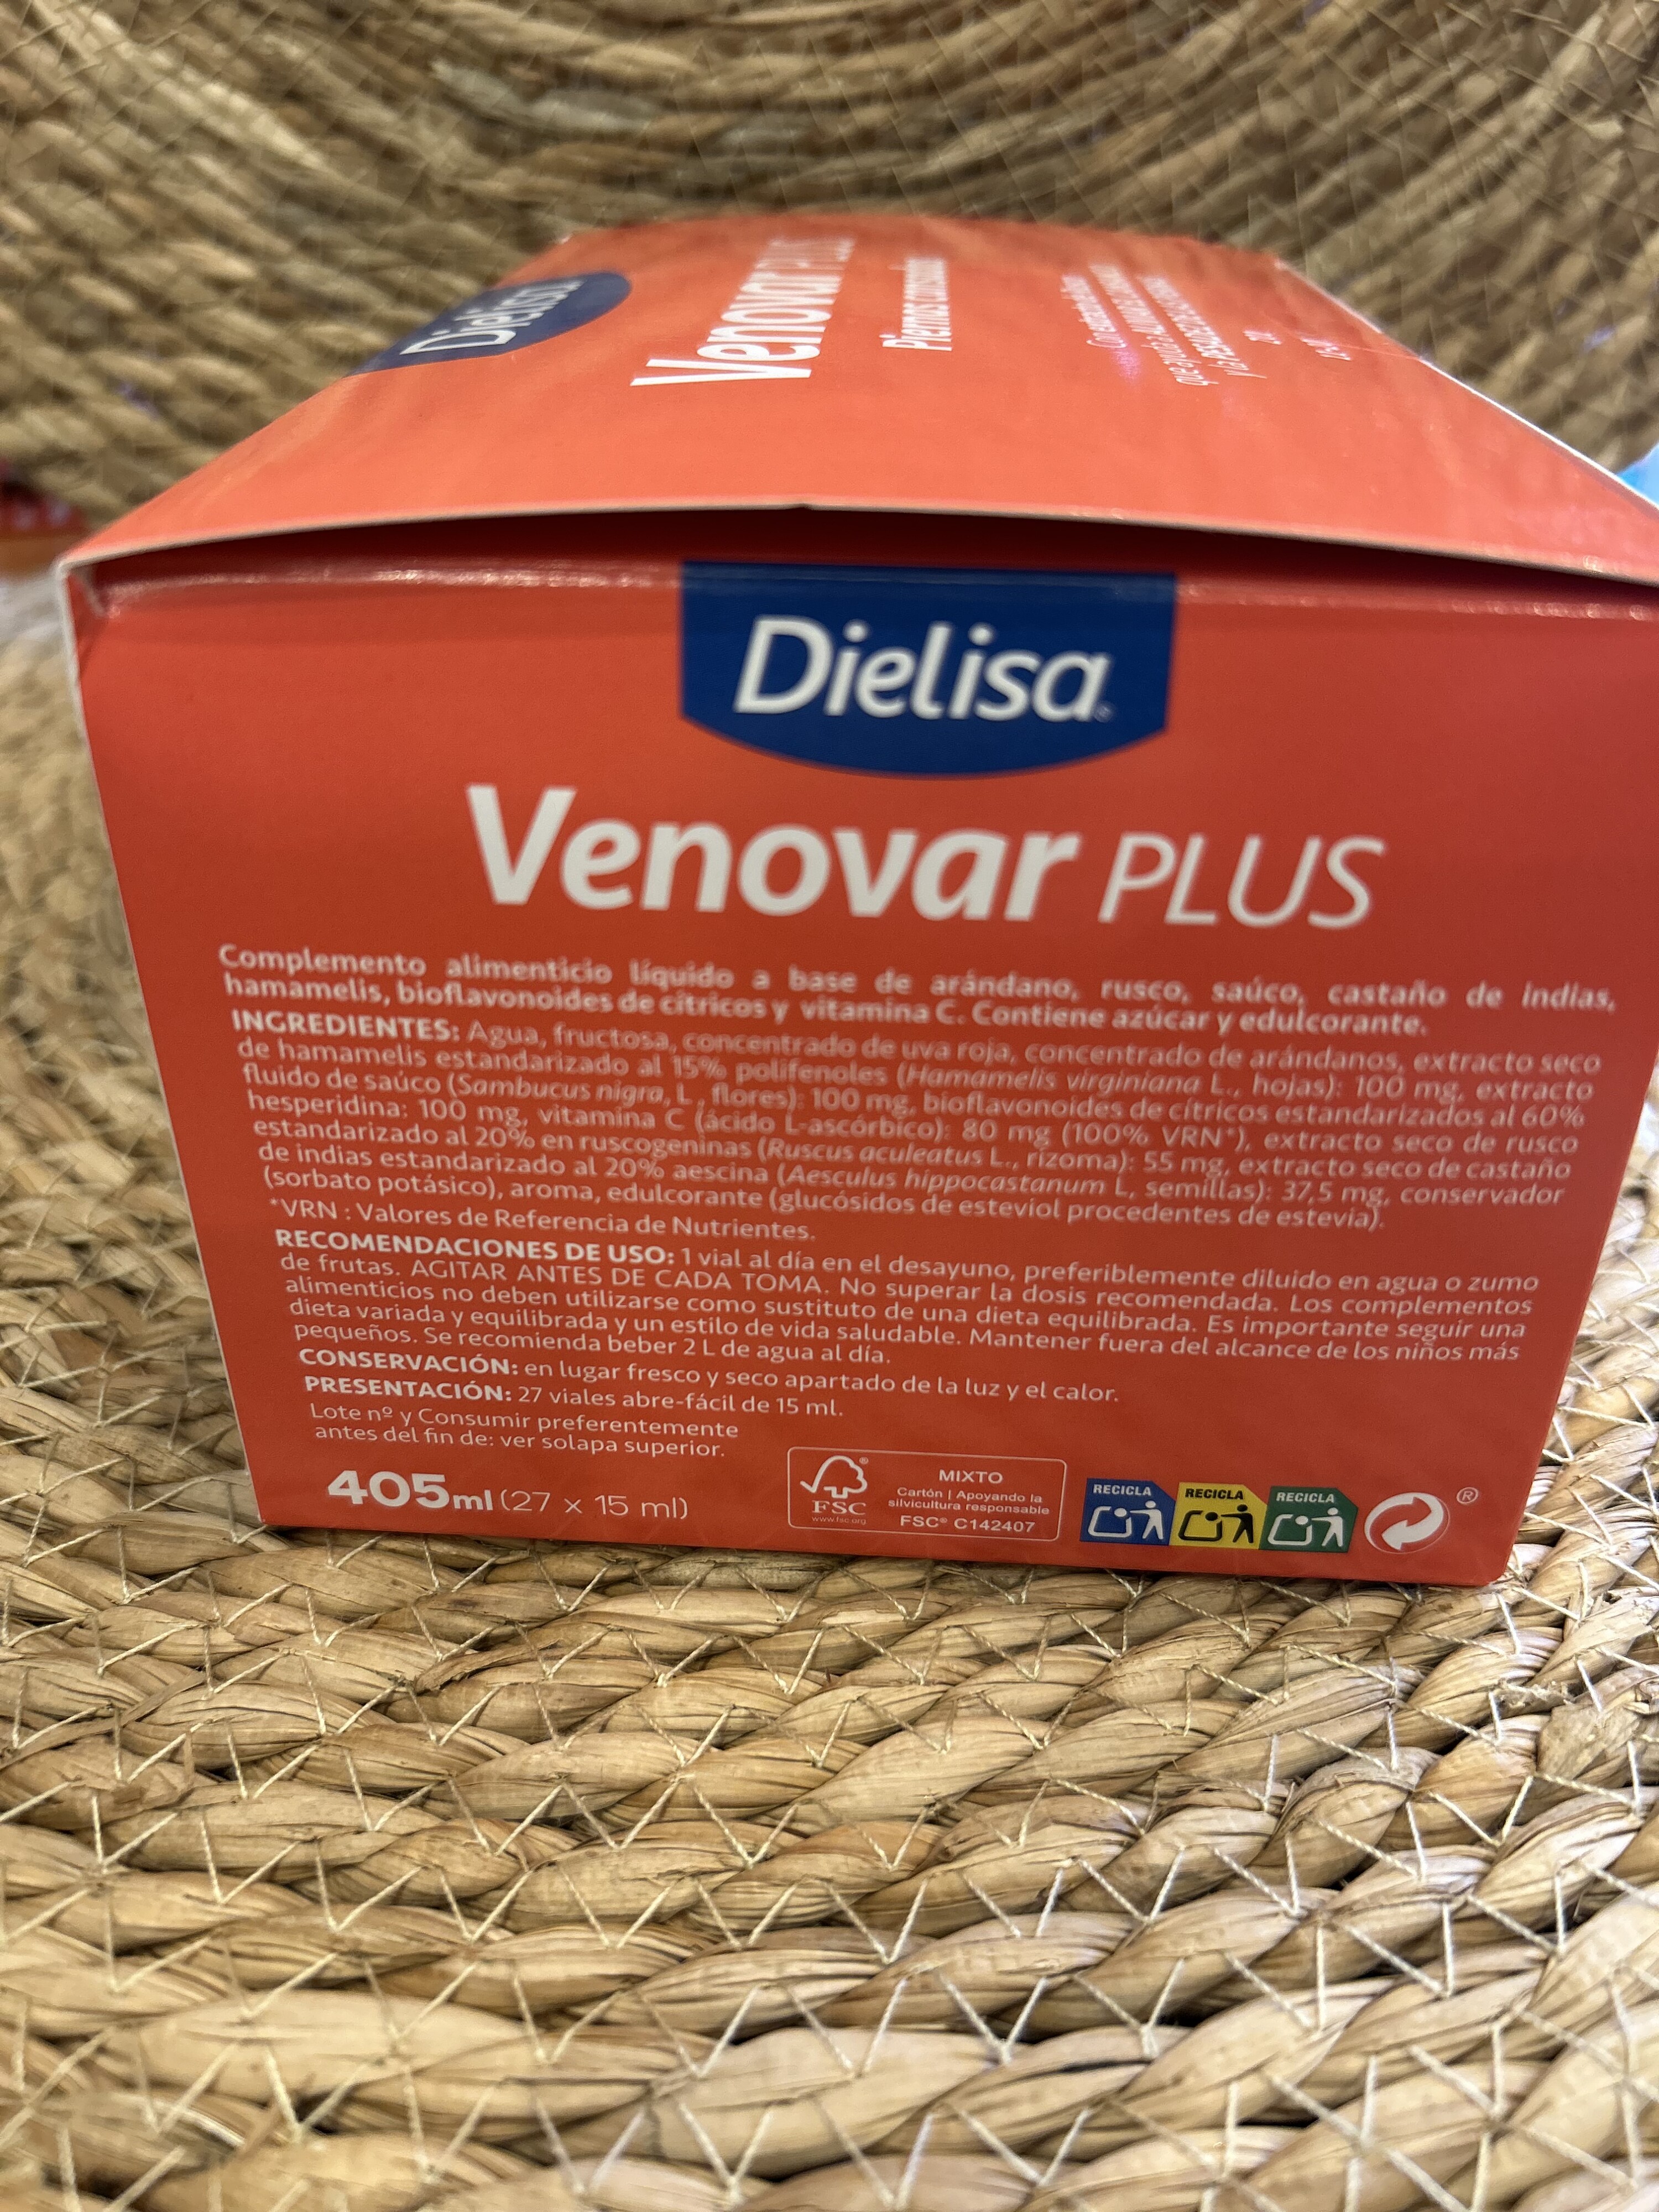 Dielisa
Venovar PLUS
Piernas cansadas
Dielisa®
Venovar PLUS
Complemento alimenticio líquido a base de arándano, rusco, saúco, castaño de indias,
hamamelis, bioflavonoides de cítricos y vitamina C. Contiene azúcar y edulcorante.
INGREDIENTES: Agua, fructosa, concentrado de uva roja, concentrado de arándanos, extracto seco
de hamamelis estandarizado al 15% polifenoles (Hamamelis virginiana L., hojas): 100 mg, extracto
fluido de saúco (Sambucus nigra, L., flores): 100 mg, bioflavonoides de cítricos estandarizados al 60%
hesperidina: 100 mg, vitamina C (ácido L-ascórbico): 80 mg (100% VRN*), extracto seco de rusco
estandarizado al 20% en ruscogeninas (Ruscus aculeatus L., rizoma): 55 mg, extracto seco de castaño
de indias estandarizado al 20% aescina (Aesculus hippocastanum L, semillas): 37,5 mg, conservador
(sorbato potásico), aroma, edulcorante (glucósidos de esteviol procedentes de estevia).
*VRN : Valores de Referencia de Nutrientes.
RECOMENDACIONES DE USO: 1 vial al día en el desayuno, preferiblemente diluido en agua o zumo
de frutas. AGITAR ANTES DE CADA TOMA. No superar la dosis recomendada. Los complementos
alimenticios no deben utilizarse como sustituto de una dieta equilibrada. Es importante seguir una
dieta variada y equilibrada y un estilo de vida saludable. Mantener fuera del alcance de los niños más
pequeños. Se recomienda beber 2 L de agua al día.
CONSERVACIÓN: en lugar fresco y seco apartado de la luz y el calor.
PRESENTACIÓN: 27 viales abre-fácil de 15 ml.
Lote nº y Consumir preferentemente
antes del fin de: ver solapa superior.
405ml (27 x 15 ml)
FSC®
www.fsc.org
MIXTO
Cartón | Apoyando la
silvicultura responsable
FSC® C142407
RECICLA
RECICLA
RECICLA
®